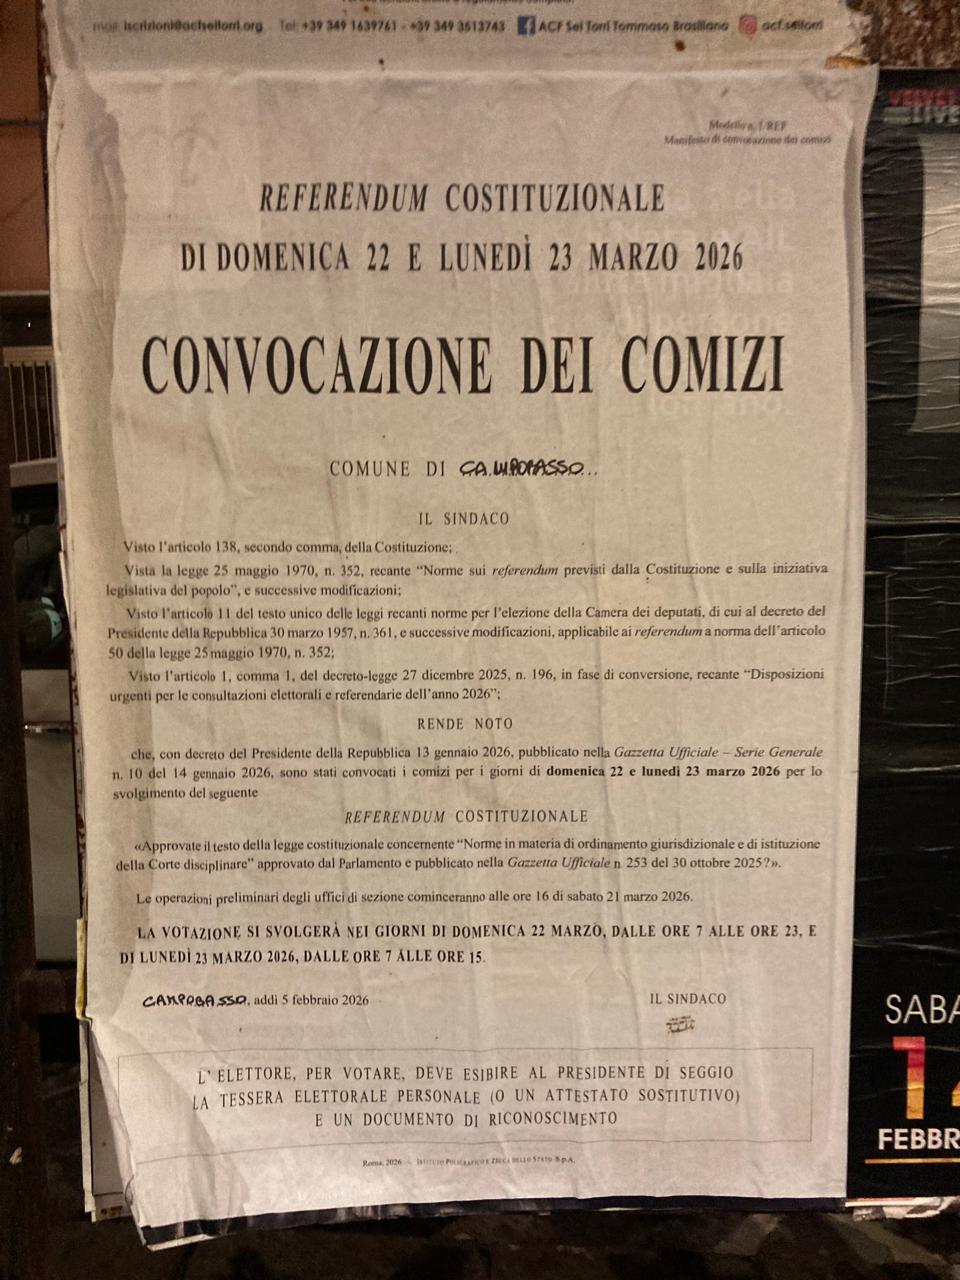 mail: iscrizioni@acfseitorri.org Tel: +39 349 1639761 - +39 349 3513743 ACF Sei Torri Tommaso Brasiliano acf.seitorri
Modello n. 1/REF
Manifesto di convocazione dei comizi
REFERENDUM COSTITUZIONALE
DI DOMENICA 22 E LUNEDÌ 23 MARZO 2026
CONVOCAZIONE DEI COMIZI
COMUNE DI CAMPOBASSO...
IL SINDACO
Visto l'articolo 138, secondo comma, della Costituzione;
Vista la legge 25 maggio 1970, n. 352, recante “Norme sui referendum previsti dalla Costituzione e sulla iniziativa
legislativa del popolo”, e successive modificazioni;
Visto l'articolo 11 del testo unico delle leggi recanti norme per l'elezione della Camera dei deputati, di cui al decreto del
Presidente della Repubblica 30 marzo 1957, n. 361, e successive modificazioni, applicabile ai referendum a norma dell'articolo
50 della legge 25 maggio 1970, n. 352;
Visto l'articolo 1, comma 1, del decreto-legge 27 dicembre 2025, n. 196, in fase di conversione, recante “Disposizioni
urgenti per le consultazioni elettorali e referendarie dell'anno 2026”;
RENDE NOTO
che, con decreto del Presidente della Repubblica 13 gennaio 2026, pubblicato nella Gazzetta Ufficiale – Serie Generale
n. 10 del 14 gennaio 2026, sono stati convocati i comizi per i giorni di domenica 22 e lunedì 23 marzo 2026 per lo
svolgimento del seguente
REFERENDUM COSTITUZIONALE
«Approvate il testo della legge costituzionale concernente “Norme in materia di ordinamento giurisdizionale e di istituzione
della Corte disciplinare” approvato dal Parlamento e pubblicato nella Gazzetta Ufficiale n. 253 del 30 ottobre 2025?».
Le operazioni preliminari degli uffici di sezione cominceranno alle ore 16 di sabato 21 marzo 2026.
LA VOTAZIONE SI SVOLGERÀ NEI GIORNI DI DOMENICA 22 MARZO, DALLE ORE 7 ALLE ORE 23, E
DI LUNEDÌ 23 MARZO 2026, DALLE ORE 7 ALLE ORE 15.
CAMPOBASSO, addì 5 febbraio 2026
IL SINDACO
L'ELETTORE, PER VOTARE, DEVE ESIBIRE AL PRESIDENTE DI SEGGIO
LA TESSERA ELETTORALE PERSONALE (O UN ATTESTATO SOSTITUTIVO)
E UN DOCUMENTO DI RICONOSCIMENTO
Roma, 2026 - ISTITUTO POLIGRAFICO E ZECCA DELLO STATO S.p.A.
VELVET
LIVE
SABA
1
FEBBR